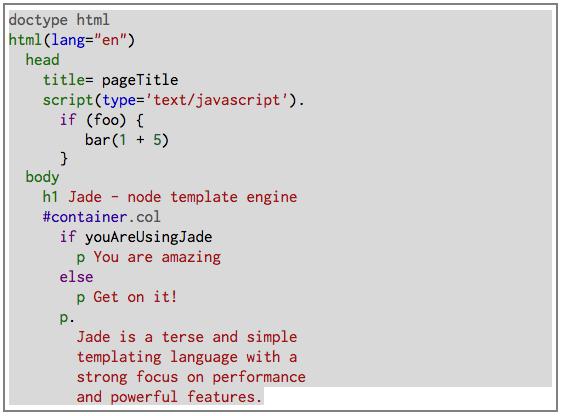 doctype html
html(lang="en")
  head
    title= pageTitle
    script(type='text/javascript').
      if (foo) {
         bar(1 + 5)
      }
  body
    h1 Jade - node template engine
    #container.col
      if youAreUsingJade
        p You are amazing
      else
        p Get on it!
      p.
        Jade is a terse and simple
        templating language with a
        strong focus on performance
        and powerful features.